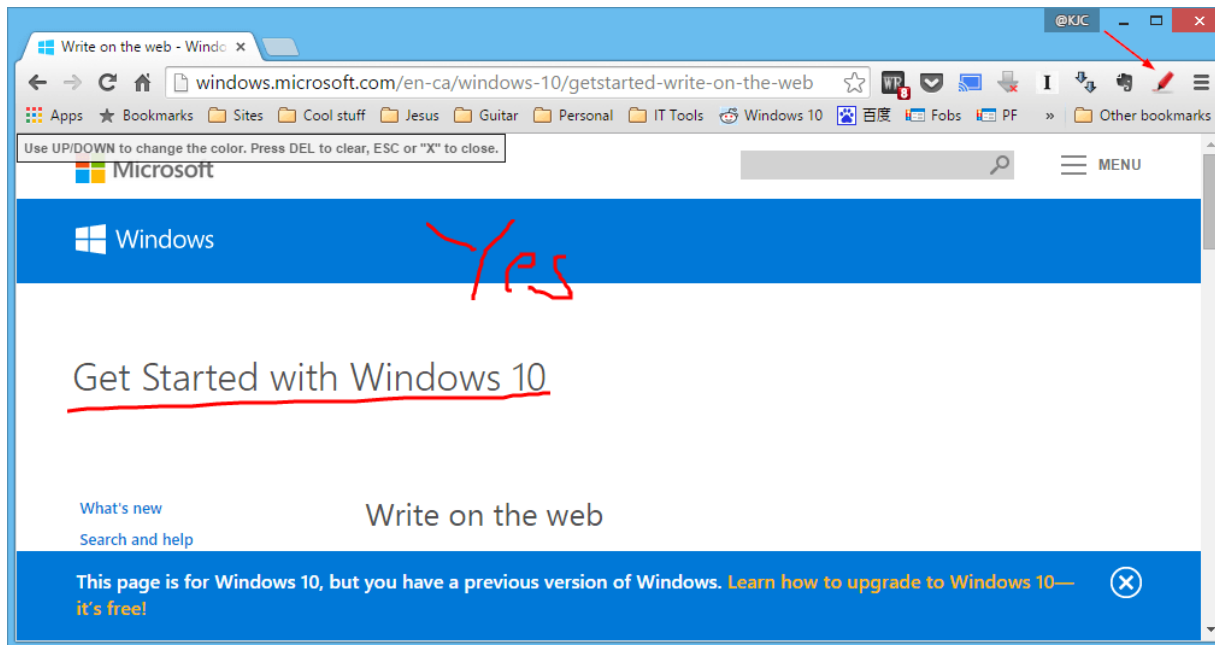 @KJC
Write on the web - Windo
windows.microsoft.com/en-ca/windows-10/getstarted-write-on-the-web
WR 8 I
Apps Bookmarks Sites Cool stuff Jesus Guitar Personal IT Tools Windows 10 百度 Fobs PF » Other bookmarks
Use UP/DOWN to change the color. Press DEL to clear, ESC or "X" to close.
Microsoft
MENU
Windows
Yes
Get Started with Windows 10
What's new
Search and help
Write on the web
This page is for Windows 10, but you have a previous version of Windows. Learn how to upgrade to Windows 10—
it's free!